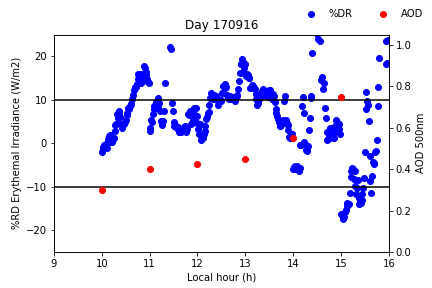 %DR AOD
Day 170916
%RD Erythermal Irradiance (W/m2)
20
10
0
−10
−20
1.0
0.8
0.6
0.4
0.2
0.0
AOD 500nm
9 10 11 12 13 14 15 16
Local hour (h)